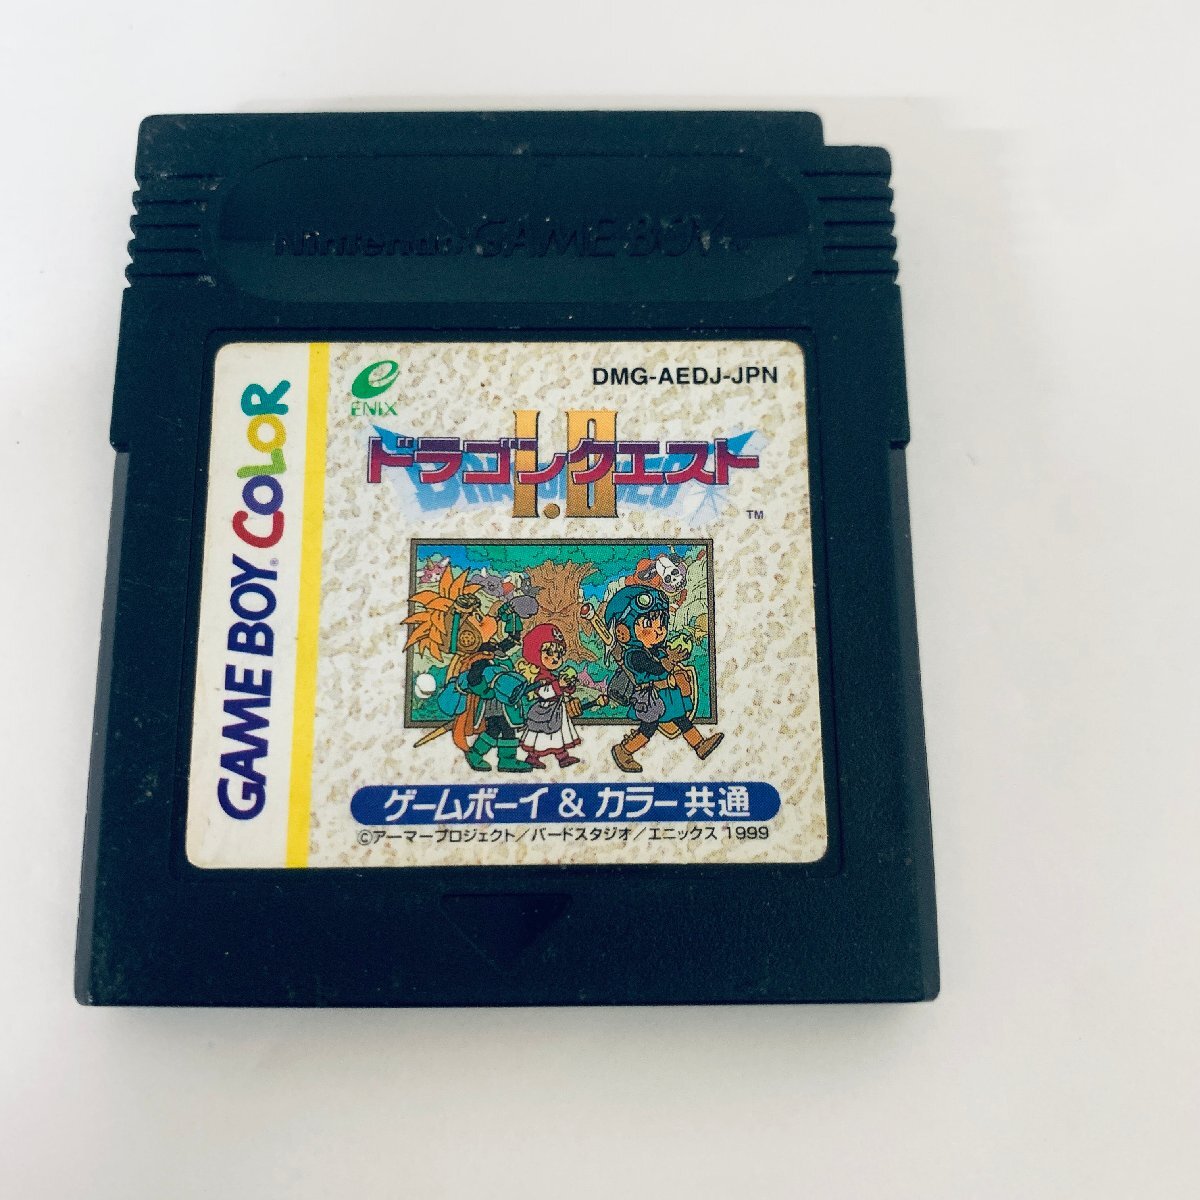 Nintendo GAME BOY
GAME BOY COLOR
ENIX
DMG-AEDJ-JPN
I・II
ドラゴンクエスト
TM
ゲームボーイ & カラー共通
©アーマープロジェクト/バードスタジオ/エニックス 1999